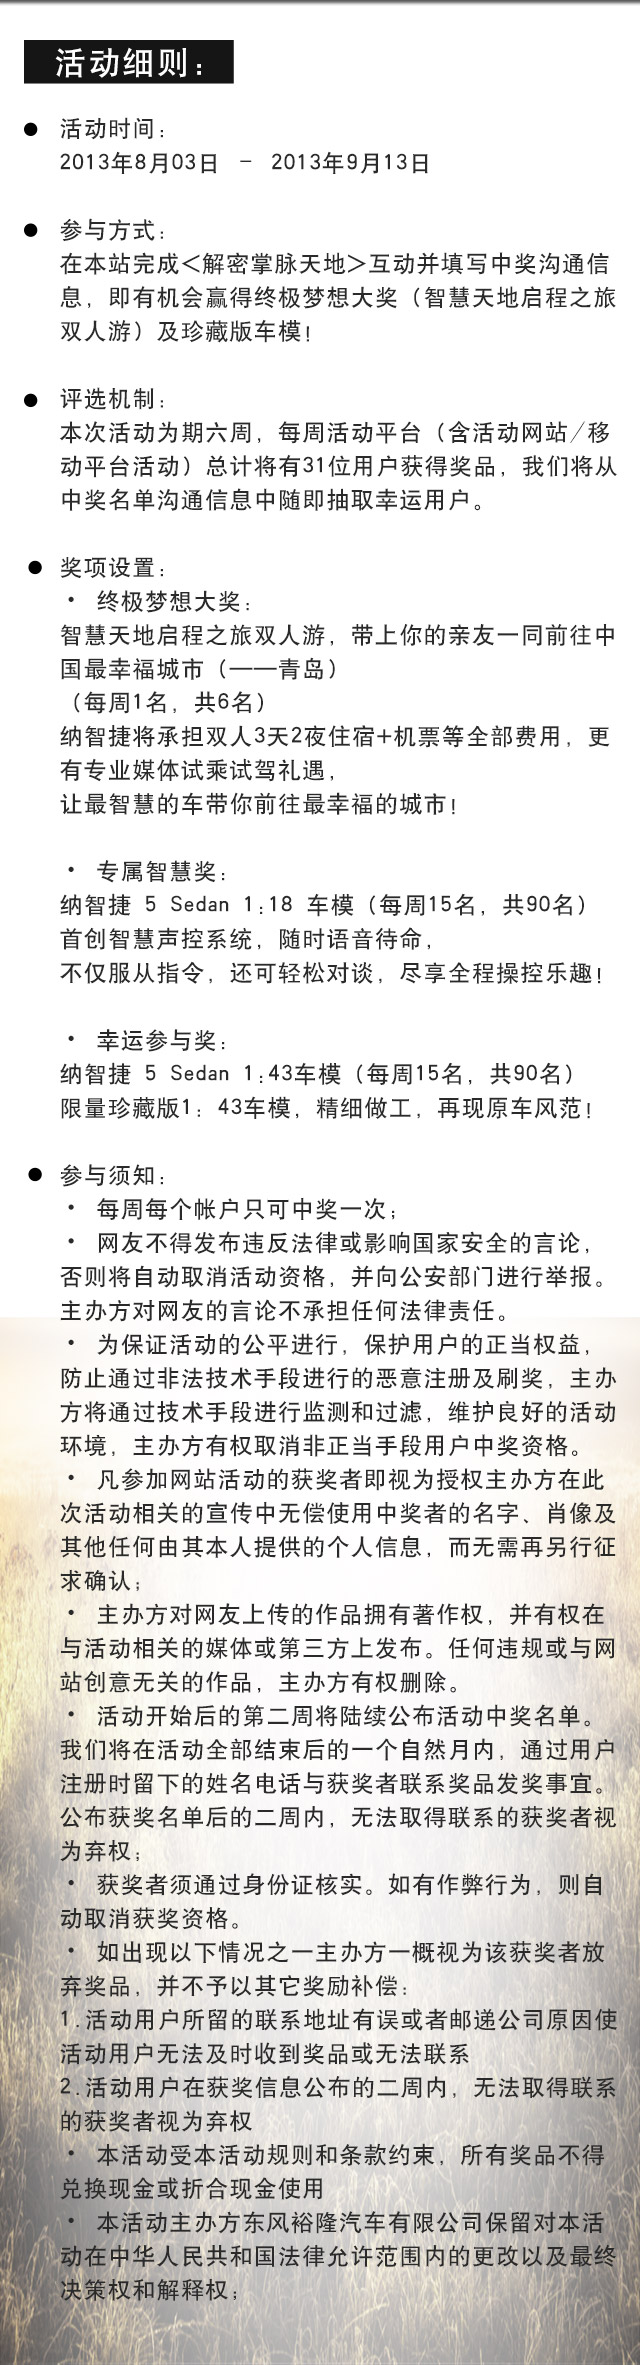 活动细则：
● 活动时间：
2013年8月03日 - 2013年9月13日
● 参与方式：
在本站完成<解密掌脉天地>互动并填写中奖沟通信
息，即有机会赢得终极梦想大奖（智慧天地启程之旅
双人游）及珍藏版车模！
● 评选机制：
本次活动为期六周，每周活动平台（含活动网站/移
动平台活动）总计将有31位用户获得奖品，我们将从
中奖名单沟通信息中随即抽取幸运用户。
● 奖项设置：
· 终极梦想大奖：
智慧天地启程之旅双人游，带上你的亲友一同前往中
国最幸福城市（——青岛）
（每周1名，共6名）
纳智捷将承担双人3天2夜住宿+机票等全部费用，更
有专业媒体试乘试驾礼遇，
让最智慧的车带你前往最幸福的城市！
· 专属智慧奖：
纳智捷 5 Sedan 1:18 车模（每周15名，共90名）
首创智慧声控系统，随时语音待命，
不仅服从指令，还可轻松对谈，尽享全程操控乐趣！
· 幸运参与奖：
纳智捷 5 Sedan 1:43车模（每周15名，共90名）
限量珍藏版1：43车模，精细做工，再现原车风范！
● 参与须知：
· 每周每个帐户只可中奖一次；
· 网友不得发布违反法律或影响国家安全的言论，
否则将自动取消活动资格，并向公安部门进行举报。
主办方对网友的言论不承担任何法律责任。
· 为保证活动的公平进行，保护用户的正当权益，
防止通过非法技术手段进行的恶意注册及刷奖，主办
方将通过技术手段进行监测和过滤，维护良好的活动
环境，主办方有权取消非正当手段用户中奖资格。
· 凡参加网站活动的获奖者即视为授权主办方在此
次活动相关的宣传中无偿使用中奖者的名字、肖像及
其他任何由其本人提供的个人信息，而无需再另行征
求确认；
· 主办方对网友上传的作品拥有著作权，并有权在
与活动相关的媒体或第三方上发布。任何违规或与网
站创意无关的作品，主办方有权删除。
· 活动开始后的第二周将陆续公布活动中奖名单。
我们将在活动全部结束后的一个自然月内，通过用户
注册时留下的姓名电话与获奖者联系奖品发奖事宜。
公布获奖名单后的二周内，无法取得联系的获奖者视
为弃权；
· 获奖者须通过身份证核实。如有作弊行为，则自
动取消获奖资格。
· 如出现以下情况之一主办方一概视为该获奖者放
弃奖品，并不予以其它奖励补偿：
1.活动用户所留的联系地址有误或者邮递公司原因使
活动用户无法及时收到奖品或无法联系
2.活动用户在获奖信息公布的二周内，无法取得联系
的获奖者视为弃权
· 本活动受本活动规则和条款约束，所有奖品不得
兑换现金或折合现金使用
· 本活动主办方东风裕隆汽车有限公司保留对本活
动在中华人民共和国法律允许范围内的更改以及最终
决策权和解释权；